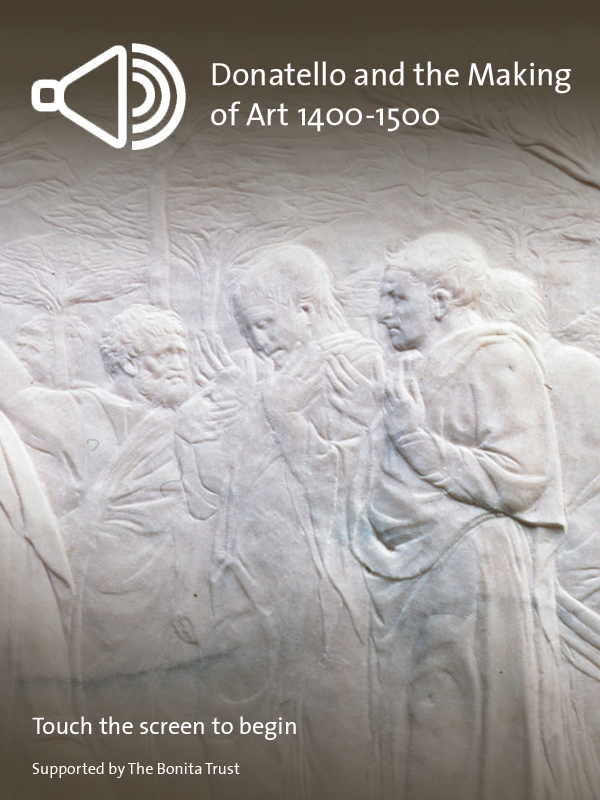 Donatello and the Making
of Art 1400-1500
Touch the screen to begin
Supported by The Bonita Trust